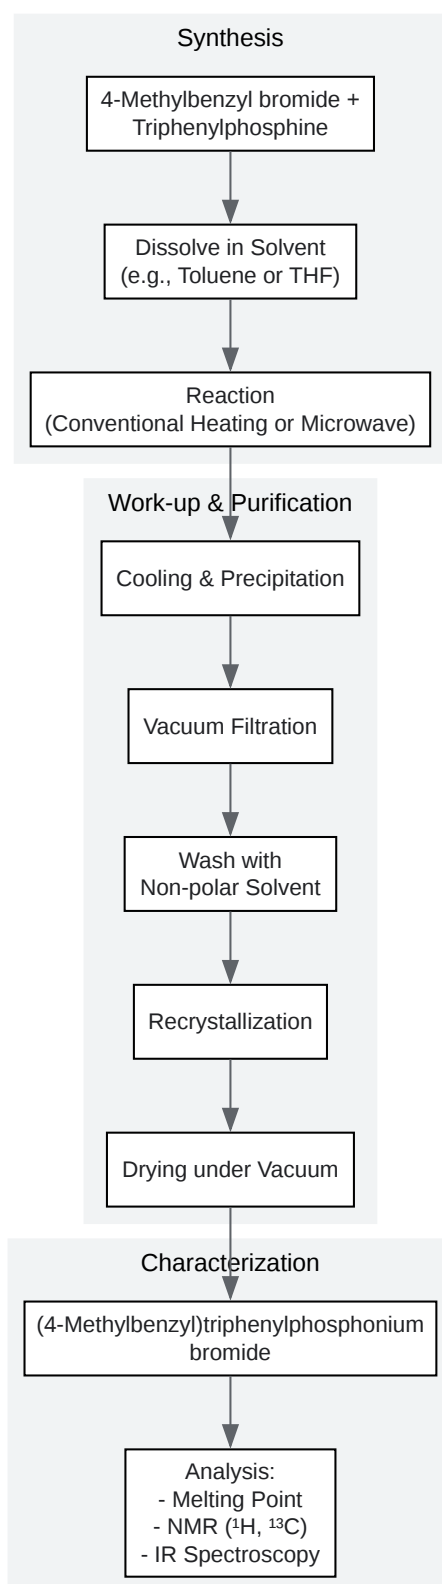 Synthesis
4-Methylbenzyl bromide +
Triphenylphosphine
Dissolve in Solvent
(e.g., Toluene or THF)
Reaction
(Conventional Heating or Microwave)
Work-up & Purification
Cooling & Precipitation
Vacuum Filtration
Wash with
Non-polar Solvent
Recrystallization
Drying under Vacuum
Characterization
(4-Methylbenzyl)triphenylphosphonium
bromide
Analysis:
- Melting Point
- NMR (¹H, ¹³C)
- IR Spectroscopy